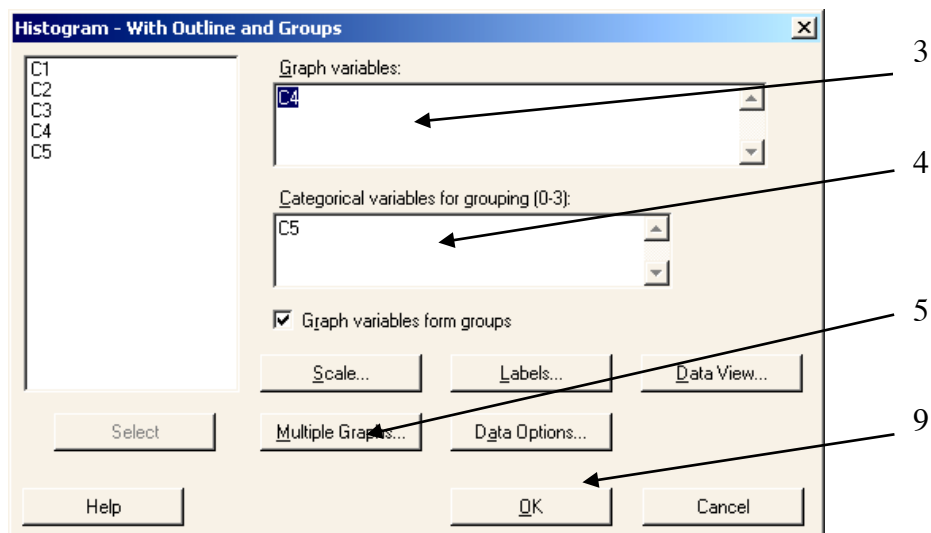 Histogram - With Outline and Groups
C1
C2
C3
C4
C5
Graph variables:
C4
3
Categorical variables for grouping (0-3):
C5
4
Graph variables form groups
5
Scale... Labels... Data View...
Select Multiple Graphs... Data Options...
9
Help OK Cancel